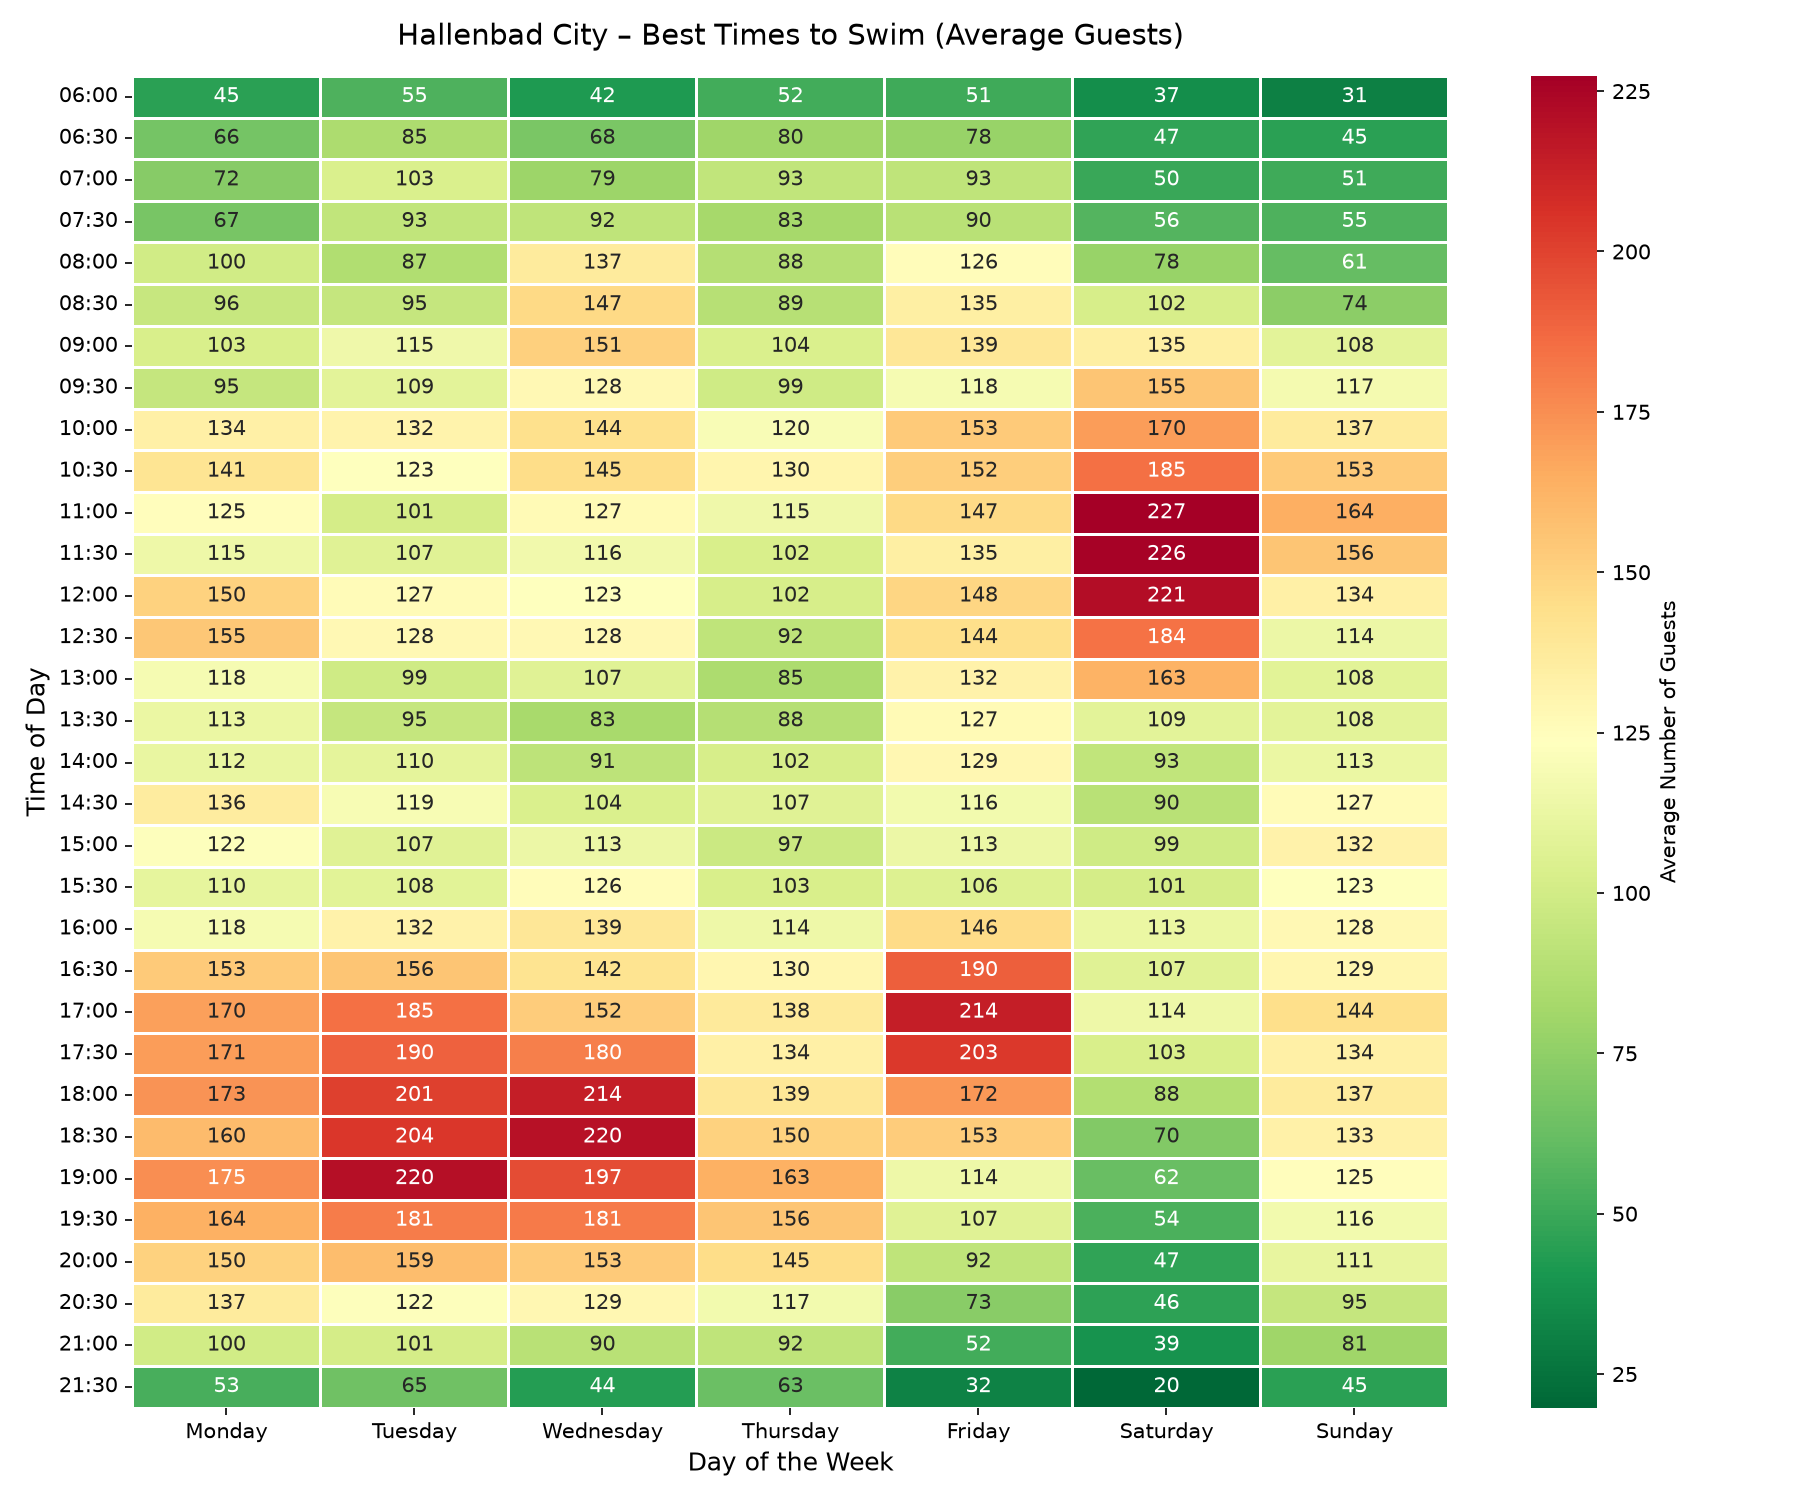 Hallenbad City – Best Times to Swim (Average Guests)
06:00 45 55 42 52 51 37 31
06:30 66 85 68 80 78 47 45
07:00 72 103 79 93 93 50 51
07:30 67 93 92 83 90 56 55
08:00 100 87 137 88 126 78 61
08:30 96 95 147 89 135 102 74
09:00 103 115 151 104 139 135 108
09:30 95 109 128 99 118 155 117
10:00 134 132 144 120 153 170 137
10:30 141 123 145 130 152 185 153
11:00 125 101 127 115 147 227 164
11:30 115 107 116 102 135 226 156
12:00 150 127 123 102 148 221 134
12:30 155 128 128 92 144 184 114
13:00 118 99 107 85 132 163 108
13:30 113 95 83 88 127 109 108
14:00 112 110 91 102 129 93 113
14:30 136 119 104 107 116 90 127
15:00 122 107 113 97 113 99 132
15:30 110 108 126 103 106 101 123
16:00 118 132 139 114 146 113 128
16:30 153 156 142 130 190 107 129
17:00 170 185 152 138 214 114 144
17:30 171 190 180 134 203 103 134
18:00 173 201 214 139 172 88 137
18:30 160 204 220 150 153 70 133
19:00 175 220 197 163 114 62 125
19:30 164 181 181 156 107 54 116
20:00 150 159 153 145 92 47 111
20:30 137 122 129 117 73 46 95
21:00 100 101 90 92 52 39 81
21:30 53 65 44 63 32 20 45
Monday Tuesday Wednesday Thursday Friday Saturday Sunday
Day of the Week
Time of Day
225
200
175
150
125
100
75
50
25
Average Number of Guests